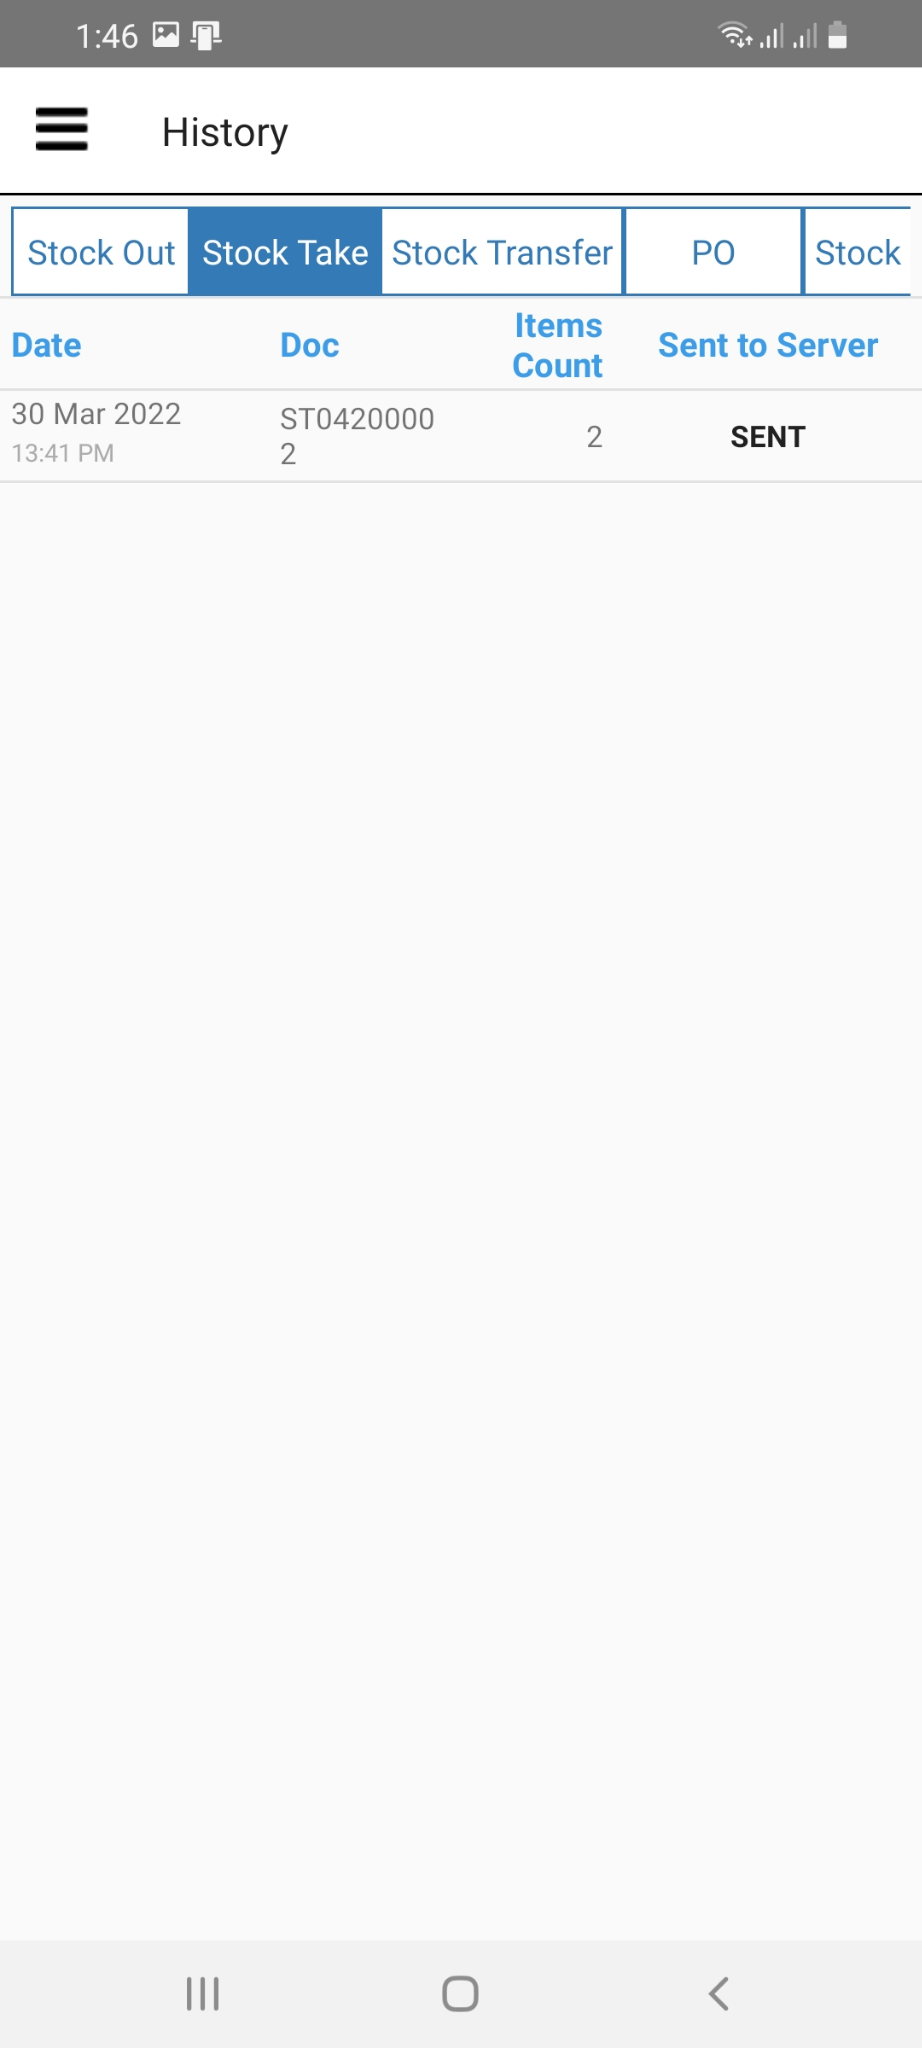 1:46
History
Stock Out Stock Take Stock Transfer PO Stock
Date Doc Items Count Sent to Server
30 Mar 2022 ST0420000 2 SENT
13:41 PM 2